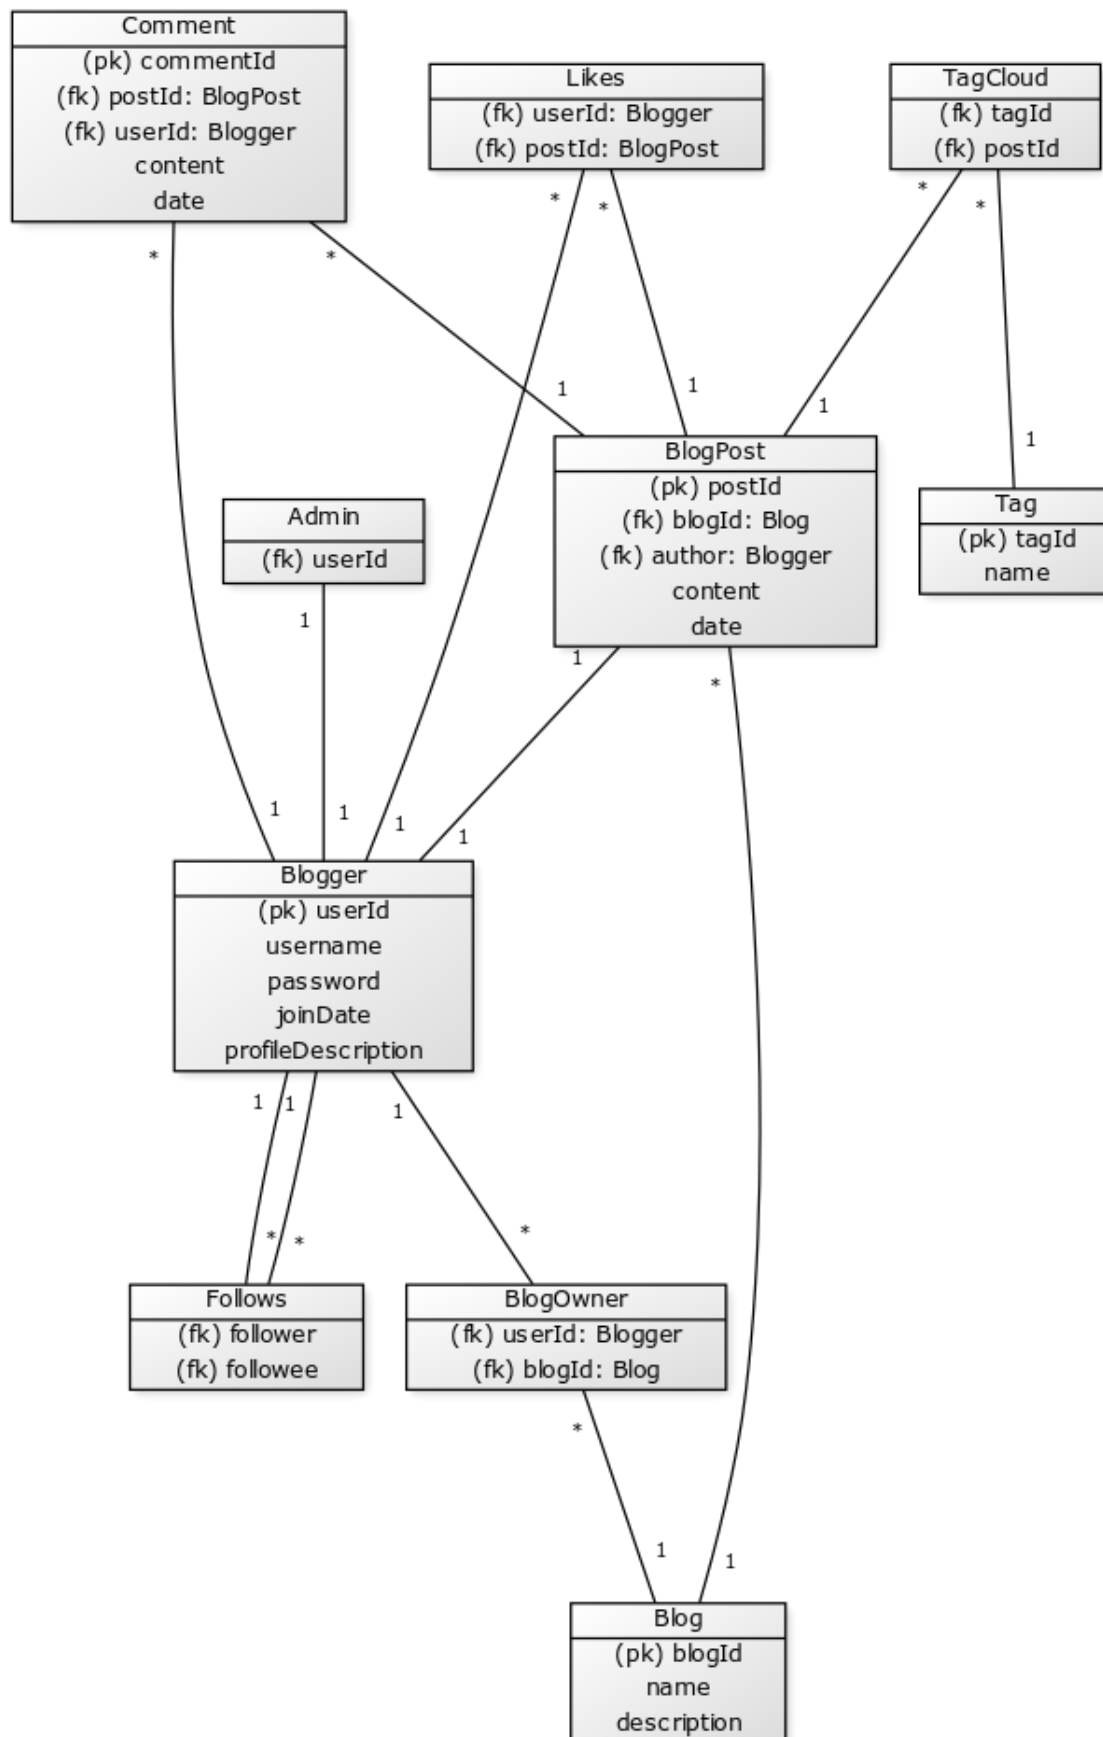 Comment
(pk) commentId
(fk) postId: BlogPost
(fk) userId: Blogger
content
date
Likes
(fk) userId: Blogger
(fk) postId: BlogPost
TagCloud
(fk) tagId
(fk) postId
*
*
*
*
*
*
1
1
1
1
BlogPost
(pk) postId
(fk) blogId: Blog
(fk) author: Blogger
content
date
Tag
(pk) tagId
name
Admin
(fk) userId
1
1
*
1
1
1
1
Blogger
(pk) userId
username
password
joinDate
profileDescription
1
1
1
*
*
*
Follows
(fk) follower
(fk) followee
BlogOwner
(fk) userId: Blogger
(fk) blogId: Blog
*
1
1
Blog
(pk) blogId
name
description